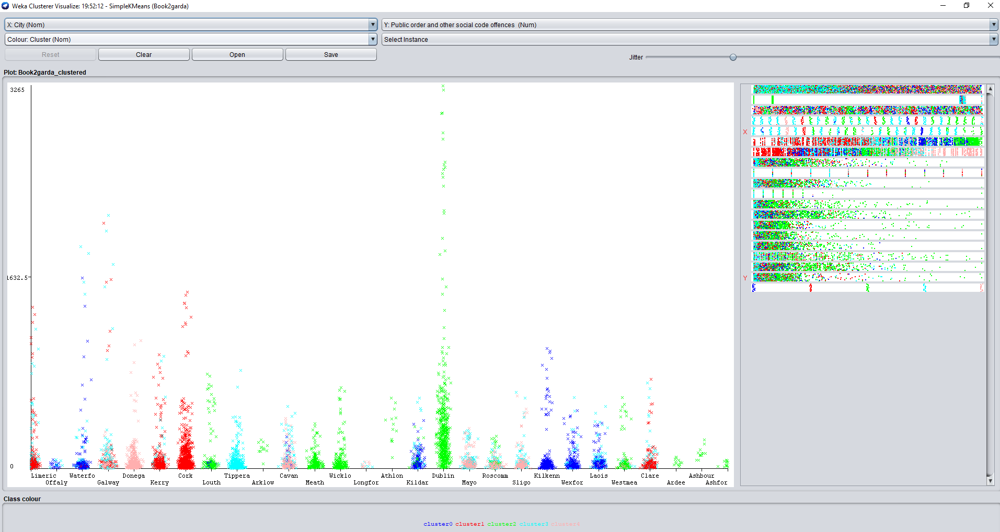 Weka Clusterer Visualize: 19:52:12 - SimpleKMeans (Book2garda)
X: City (Nom)
Y: Public order and other social code offences (Num)
Colour: Cluster (Nom)
Select Instance
Reset
Clear
Open
Save
Jitter
Plot: Book2garda_clustered
3265
1632.5
0
X
Y
Limeric Waterfo Donega Cork Tippera Cavan Wicklo Athlon Dublin Roscomm Kilkenn Laois Clare Ashbour
Offaly Galway Kerry Louth Arklow Meath Longfor Kildar Mayo Sligo Wexfor Westmea Ardee Ashfor
Class colour
cluster0 cluster1 cluster2 cluster3 cluster4